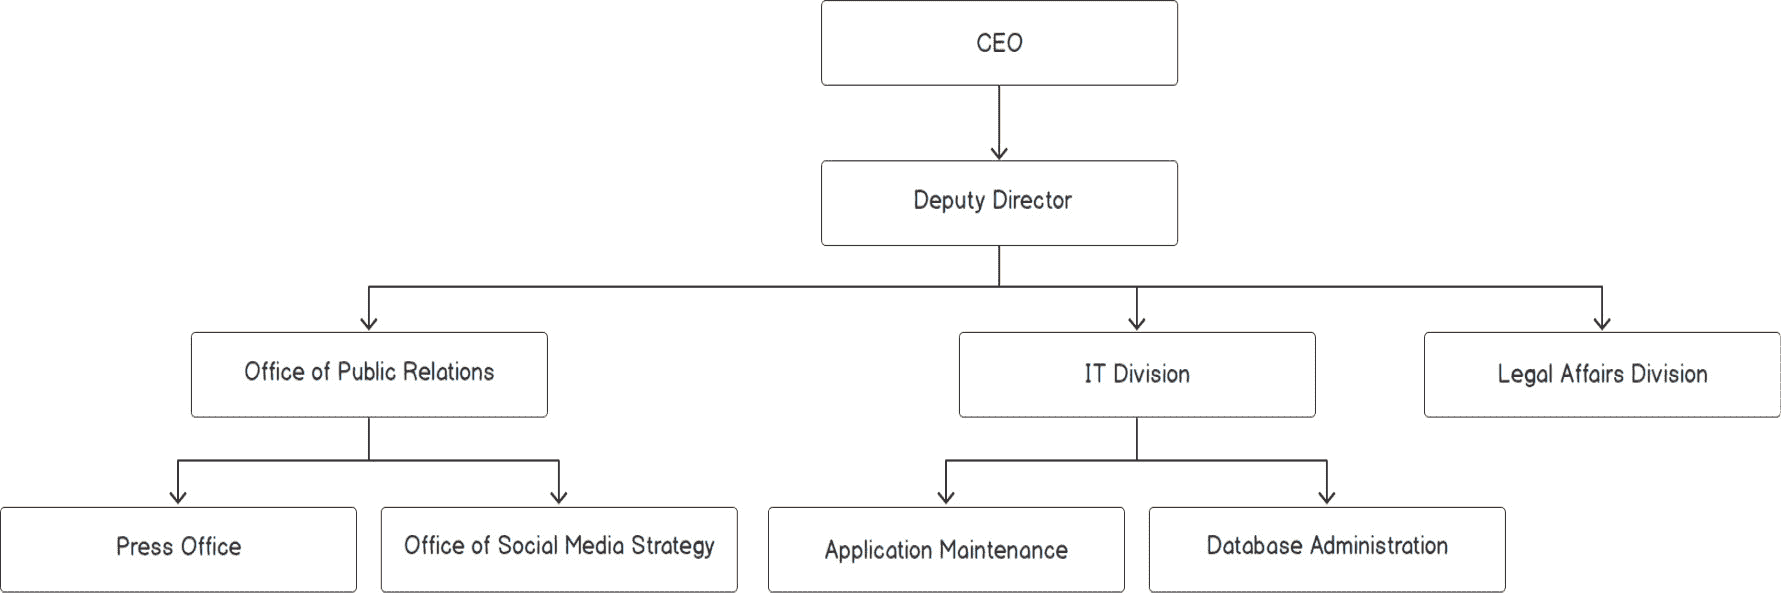 CEO
Deputy Director
Office of Public Relations
IT Division
Legal Affairs Division
Press Office
Office of Social Media Strategy
Application Maintenance
Database Administration